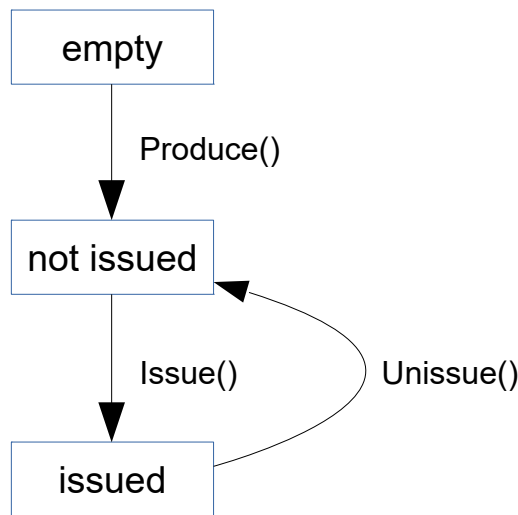 empty
Produce()
not issued
Issue()
Unissue()
issued